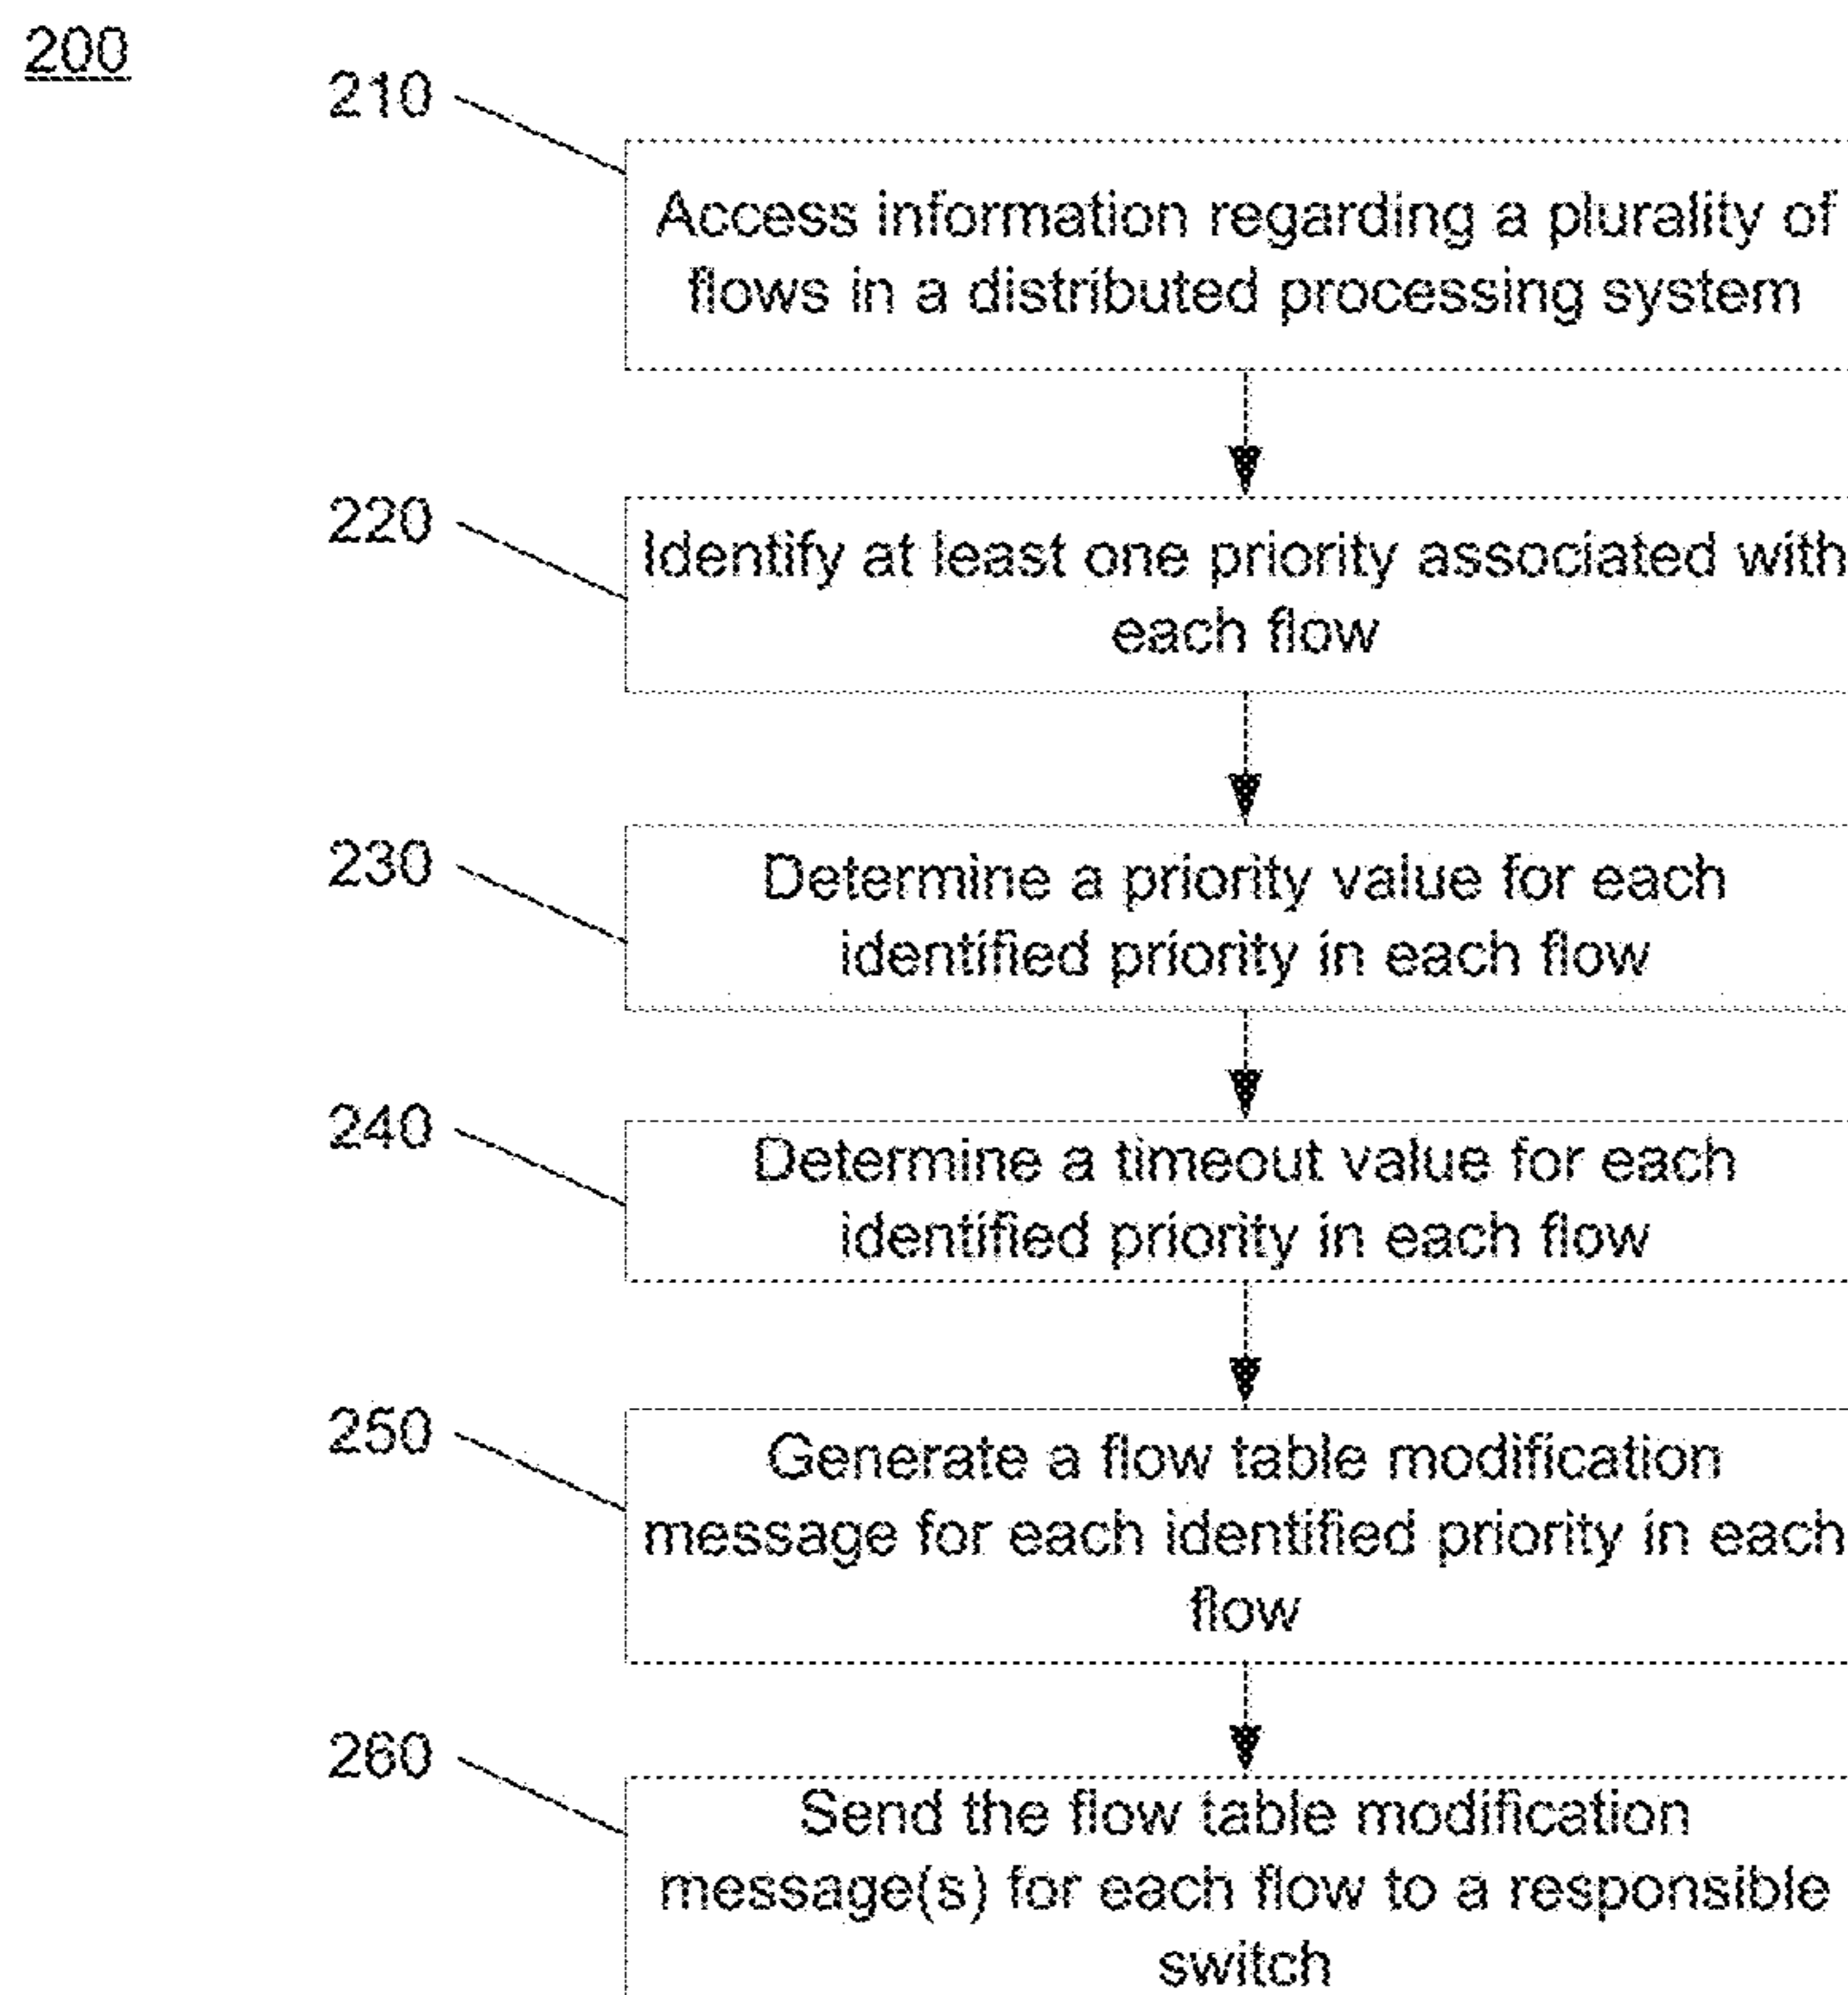 200
210
Access information regarding a plurality of
flows in a distributed processing system
220
Identify at least one priority associated with
each flow
230
Determine a priority value for each
identified priority in each flow
240
Determine a timeout value for each
identified priority in each flow
250
Generate a flow table modification
message for each identified priority in each
flow
260
Send the flow table modification
message(s) for each flow to a responsible
switch